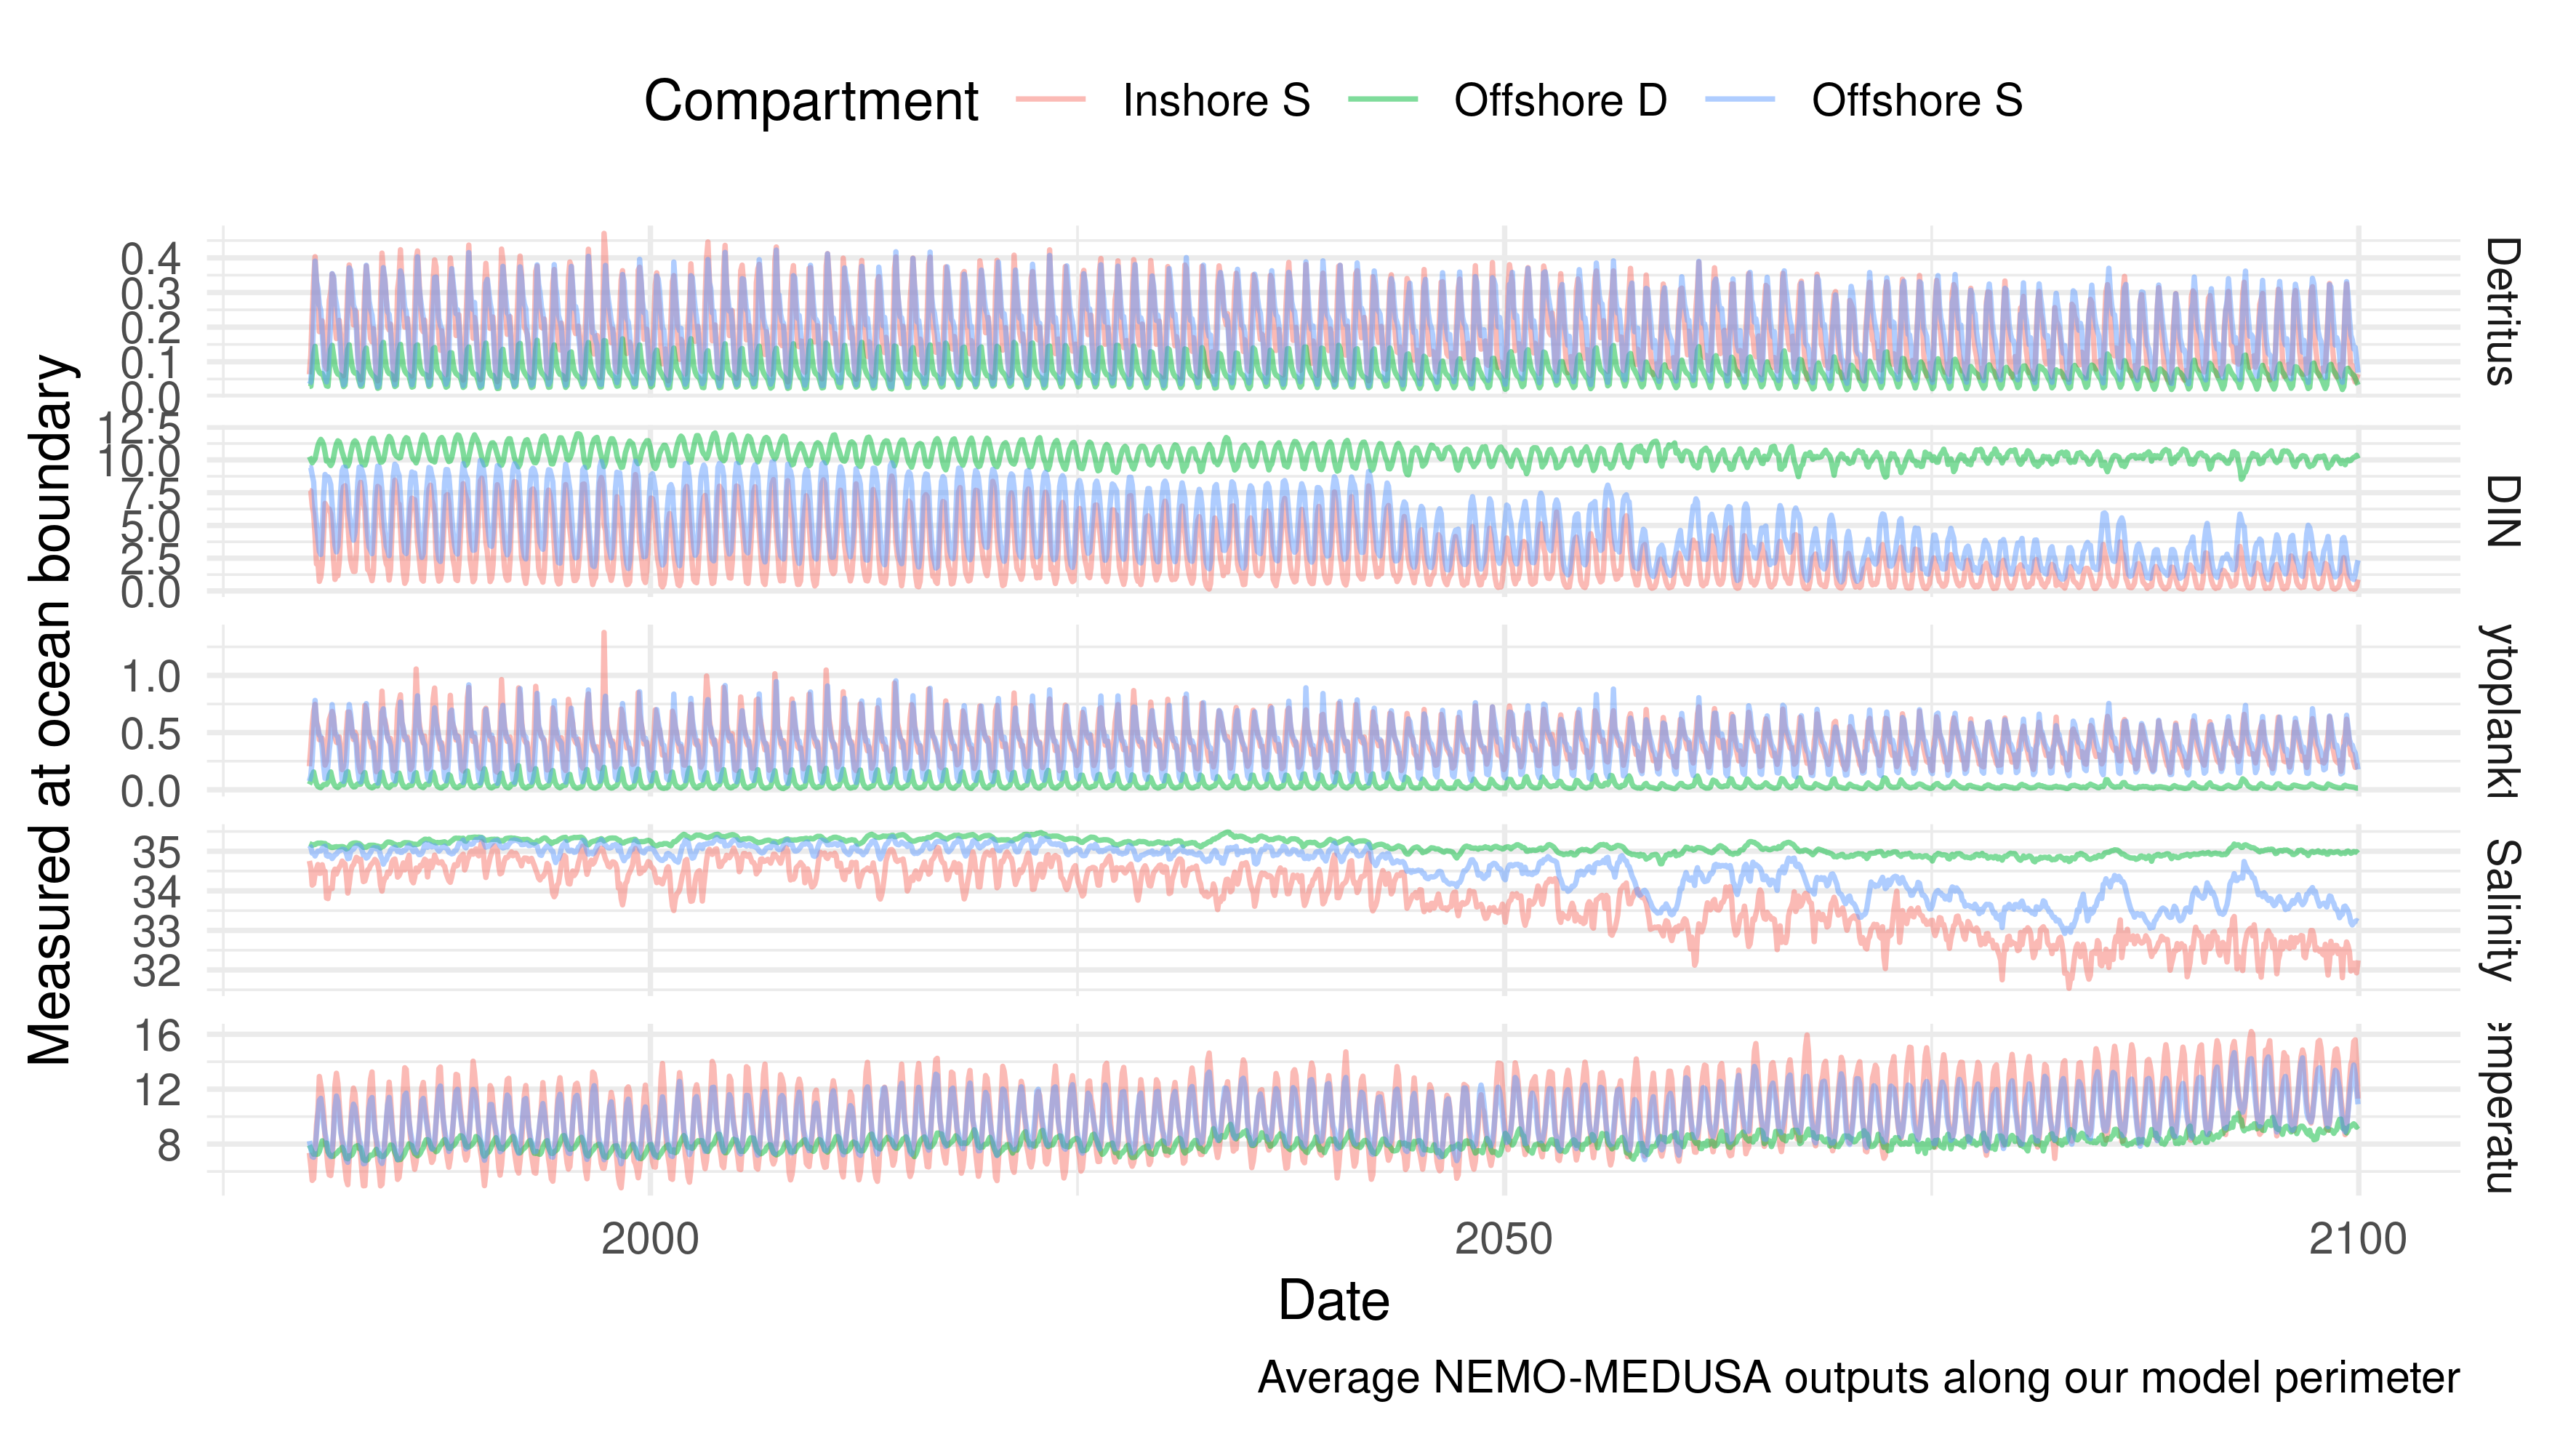 Compartment Inshore S Offshore D Offshore S
Measured at ocean boundary
0.4
0.3
0.2
0.1
0.0
Detritus
12.5
10.0
7.5
5.0
2.5
0.0
DIN
1.0
0.5
0.0
ytoplankt
35
34
33
32
Salinity
16
12
8
emperatu
2000 2050 2100
Date
Average NEMO-MEDUSA outputs along our model perimeter